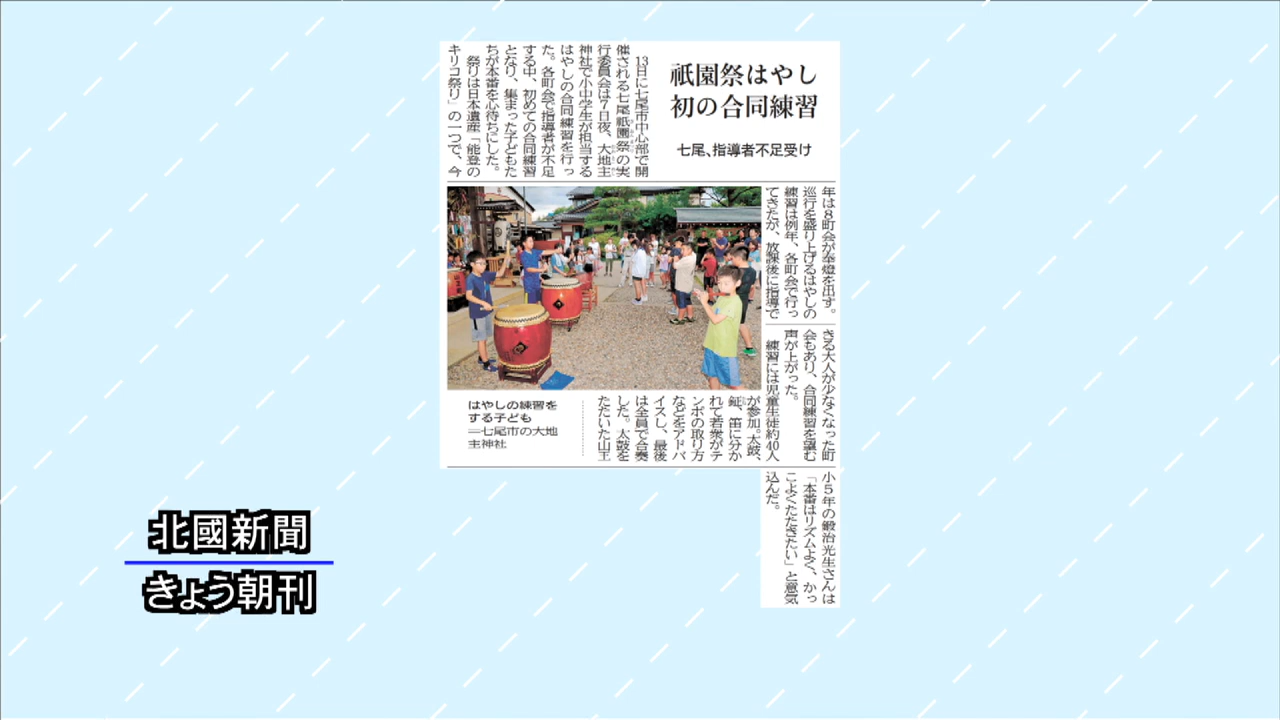 祇園祭はやし
初の合同練習
七尾、指導者不足受け
13日に七尾市中心部で開
催される七尾祇園祭の実
行委員会は7日夜、大地主
神社で小中学生が担当する
はやしの合同練習を行っ
た。各町会で指導者が不足
する中、初めての合同練習
となり、集まった子どもた
ちが本番を心待ちにした。
祭りは日本遺産「能登の
キリコ祭り」の一つで、今
年は8町会が奉燈を出す。
巡行を盛り上げるはやしの
練習は例年、各町会で行っ
てきたが、放課後に指導で
きる大人が少なくなった町
会もあり、合同練習を望む
声が上がった。
練習には児童生徒約40人
が参加。太鼓、
鉦、笛に分か
れて若衆がテ
ンポの取り方
などをアドバ
イスし、最後
は全員で合奏
した。太鼓を
たたいた山王
小5年の鍛治光生さんは
「本番はリズムよく、かっ
こよくたたきたい」と意気
込んだ。
はやしの練習を
する子ども
＝七尾市の大地
主神社
北國新聞
きょう朝刊